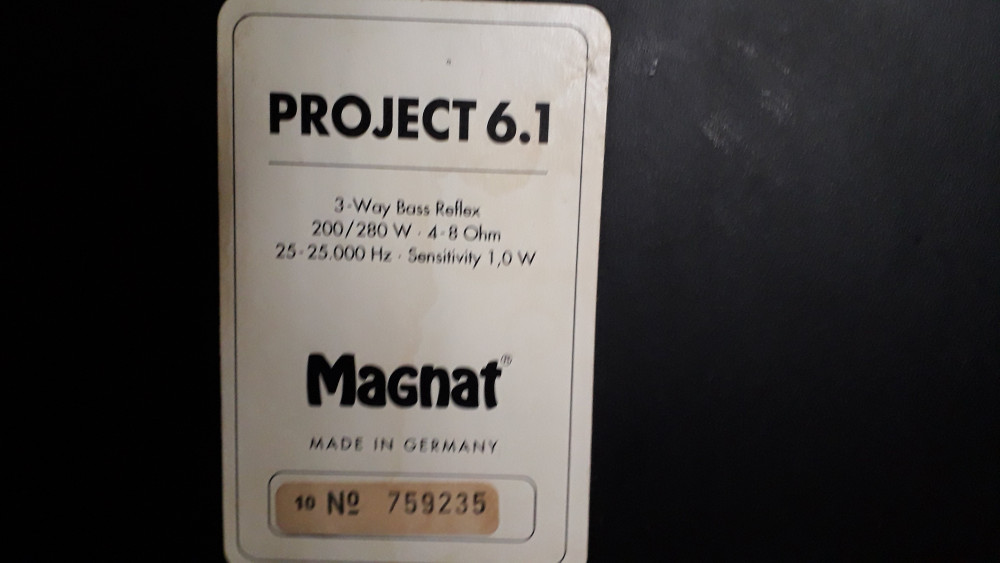 PROJECT 6.1
3-Way Bass Reflex
200/280 W · 4-8 Ohm
25-25.000 Hz · Sensitivity 1,0 W
Magnat®
MADE IN GERMANY
10 Nº 759235